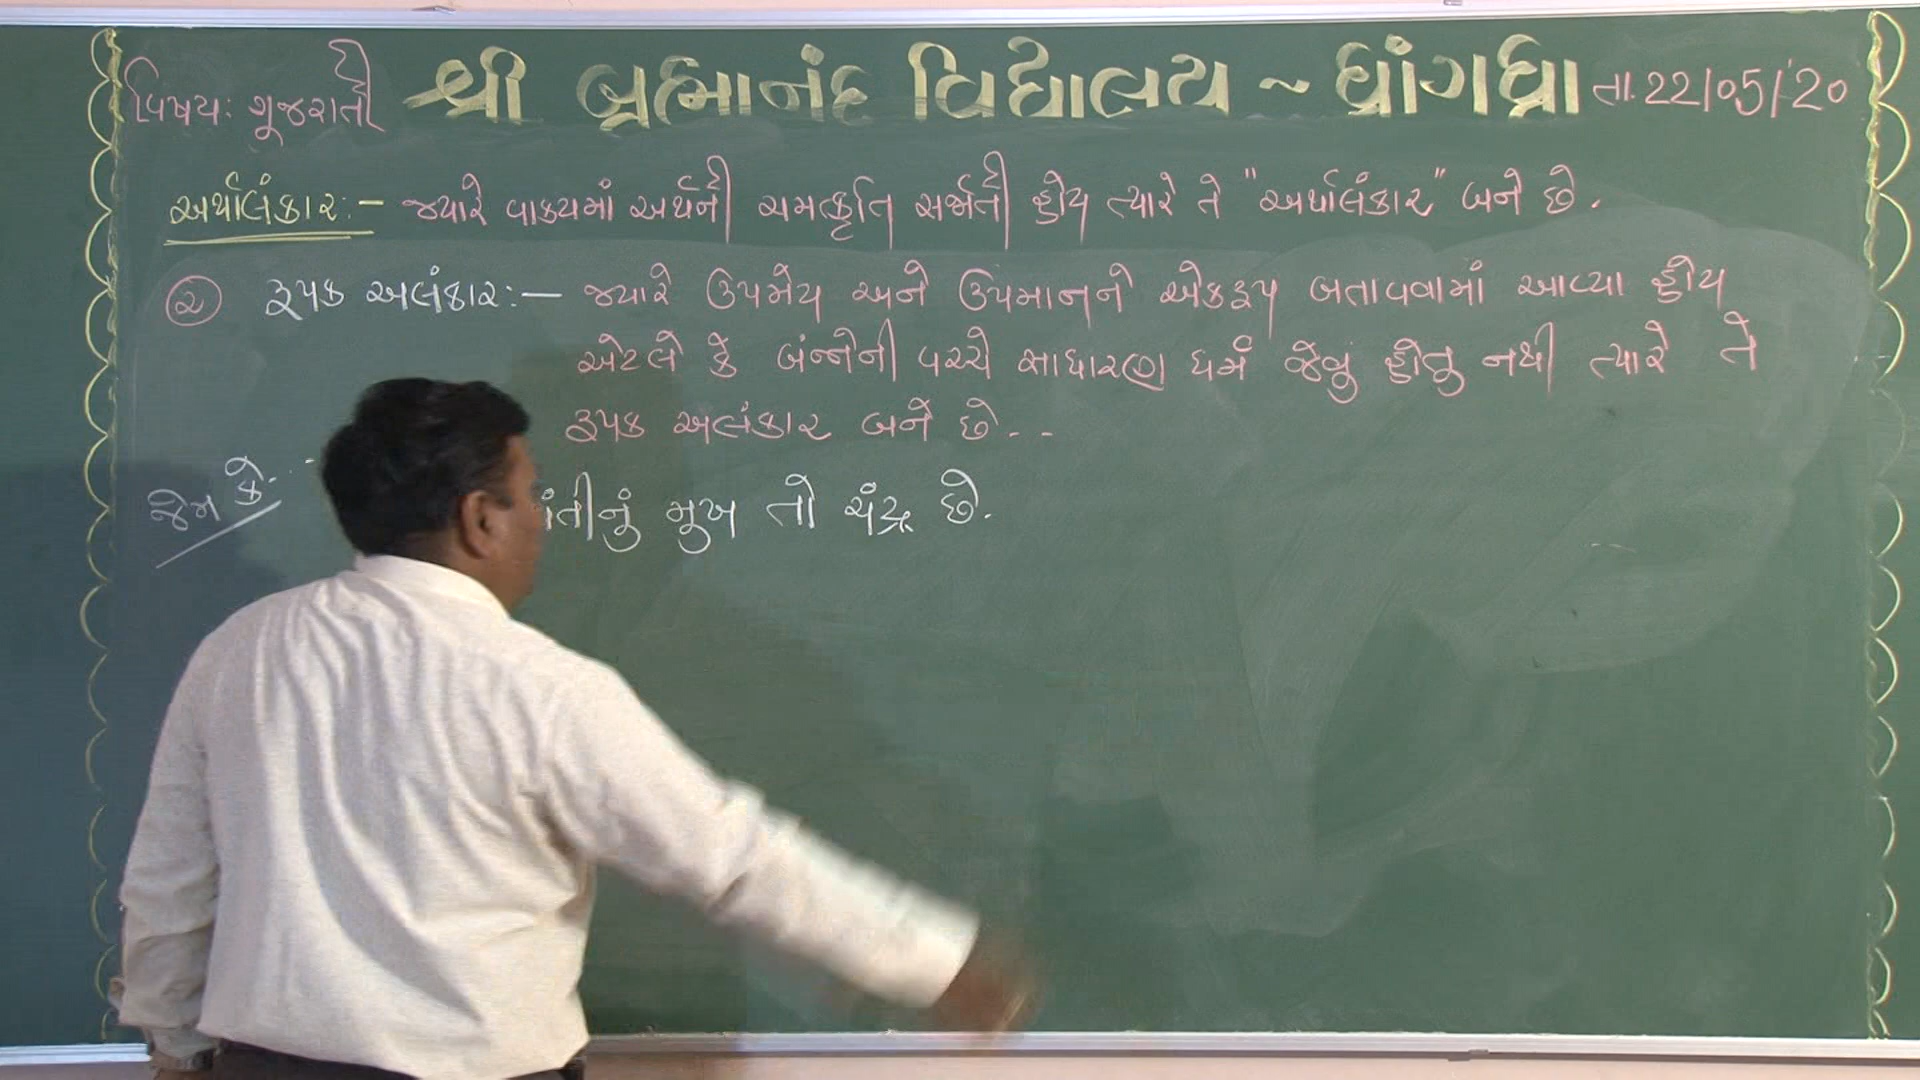 વિષય: ગૂજરાતી શ્રી બ્રહ્માનંદ વિદ્યાલય ~ ધ્રાંગધ્રા તા. 22/05/'20
અર્થાલંકાર:- જ્યારે વાક્યમાં અર્થની ચમત્કૃતિ સર્જાતી હોય ત્યારે તે "અર્થાલંકાર" બને છે.
૨ રૂપક અલંકાર:- જ્યારે ઉપમેય અને ઉપમાનને એકરૂપ બતાવવામાં આવ્યા હોય
એટલે કે બંન્નેની વચ્ચે સાધારણ ધર્મ જેવું હોતુ નથી ત્યારે તે
રૂપક અલંકાર બને છે..
જેમ કે. મુખ તો ચંદ્ર છે.